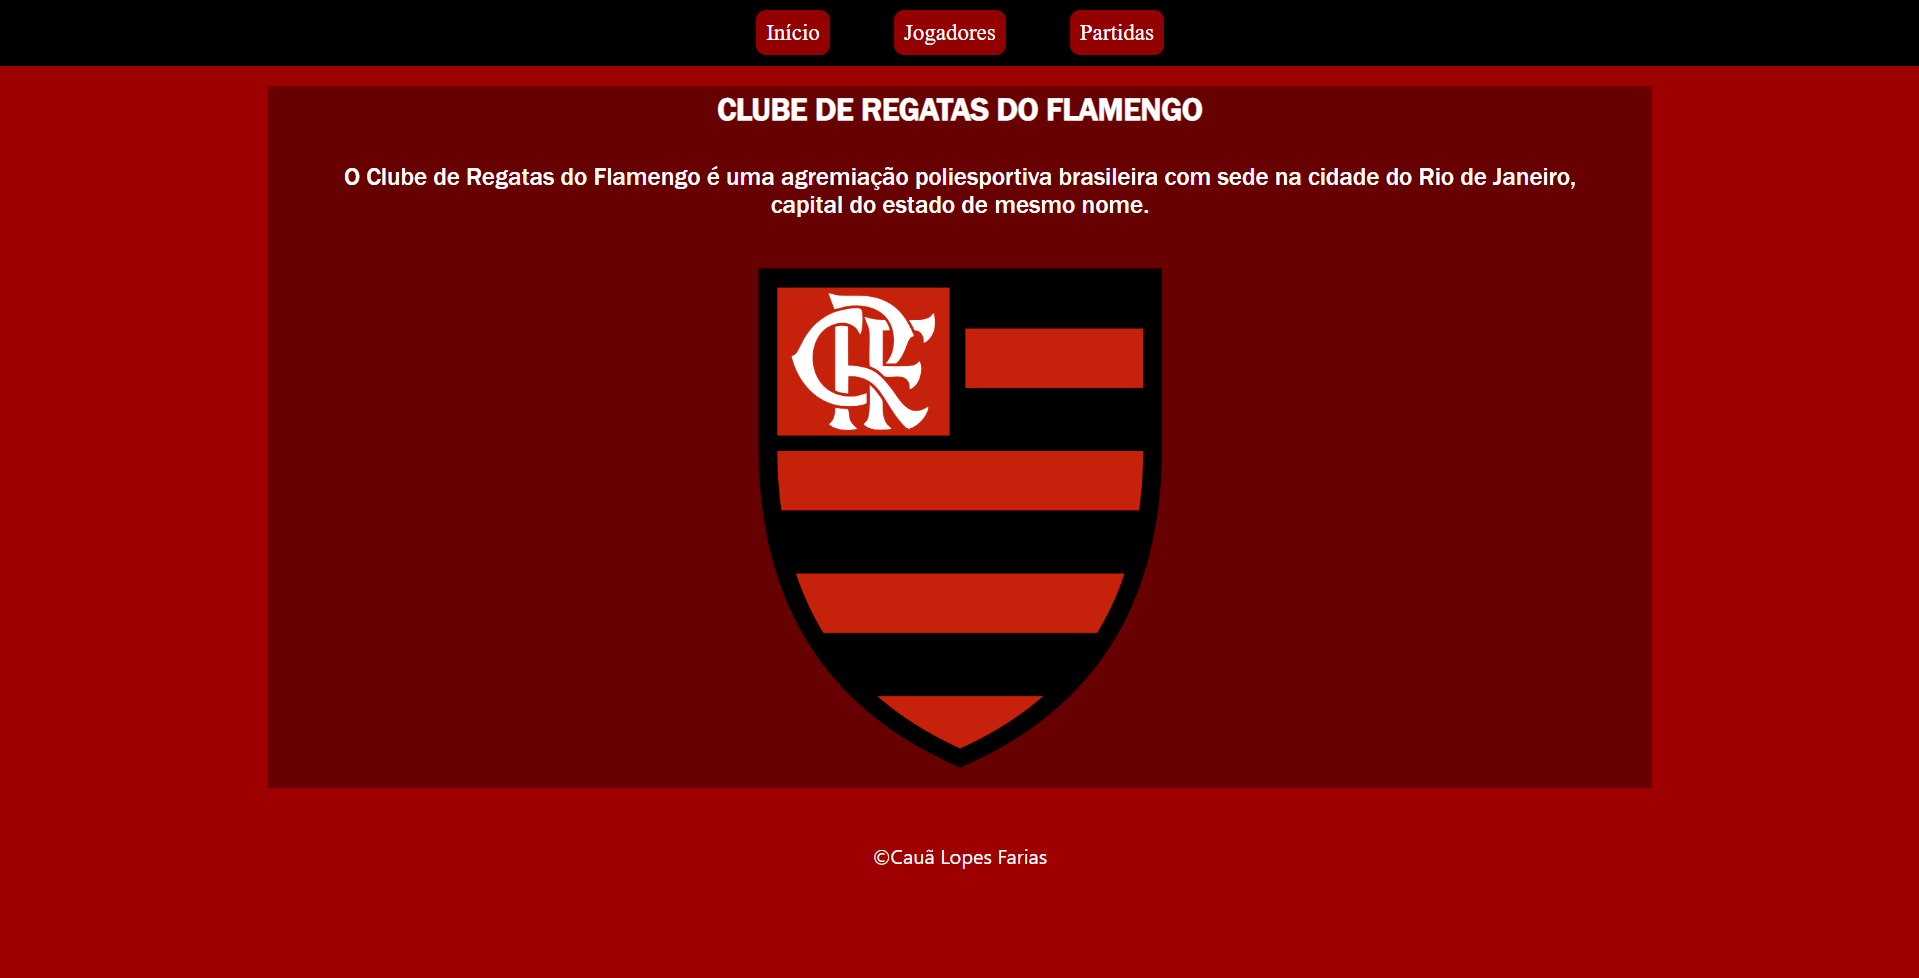 Início
Jogadores
Partidas
CLUBE DE REGATAS DO FLAMENGO
O Clube de Regatas do Flamengo é uma agremiação poliesportiva brasileira com sede na cidade do Rio de Janeiro,
capital do estado de mesmo nome.
CRF
©Cauã Lopes Farias